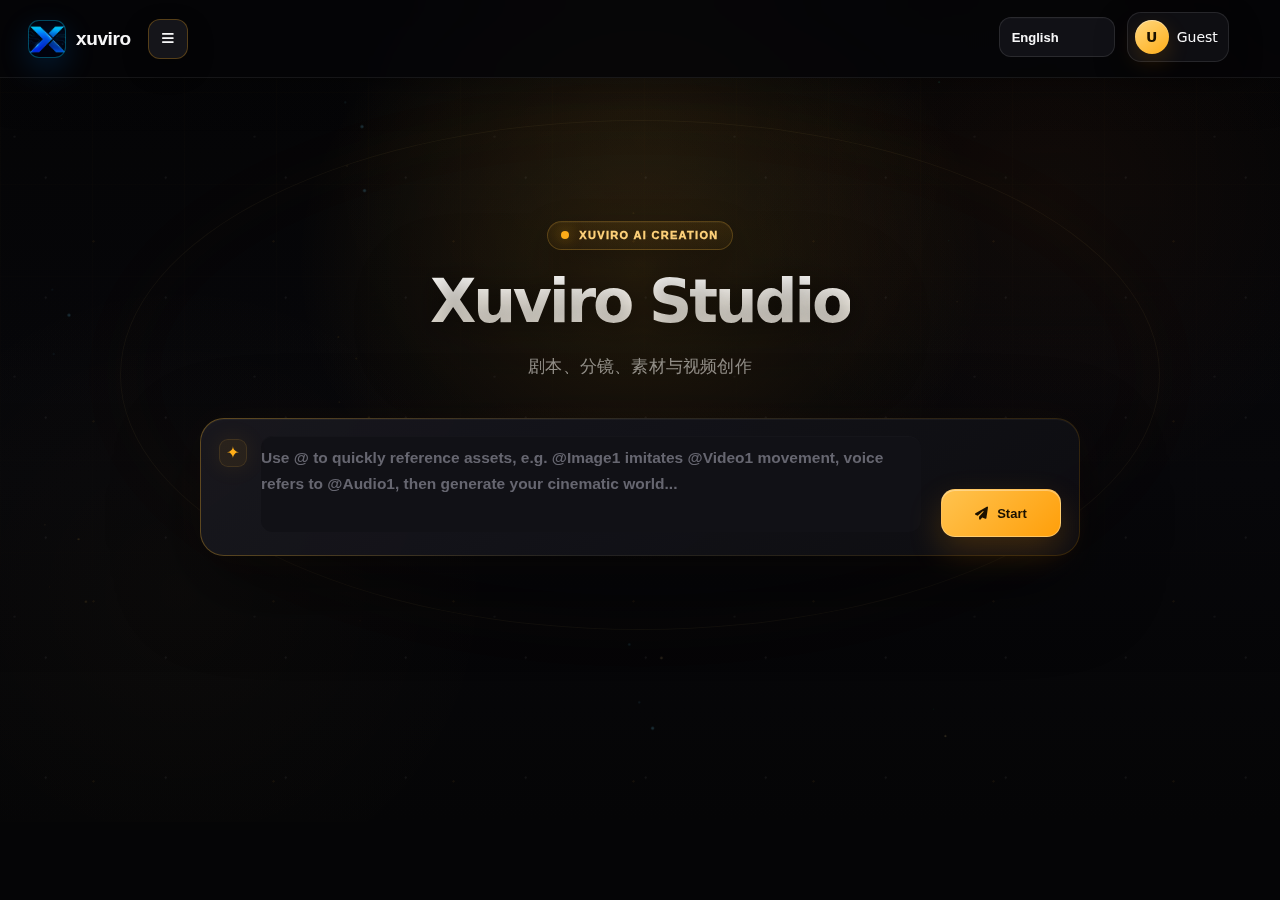 xuviro
English
U
Guest
XUVIRO AI CREATION
Xuviro Studio
剧本、分镜、素材与视频创作
Use @ to quickly reference assets, e.g. @Image1 imitates @Video1 movement, voice
refers to @Audio1, then generate your cinematic world...
Start